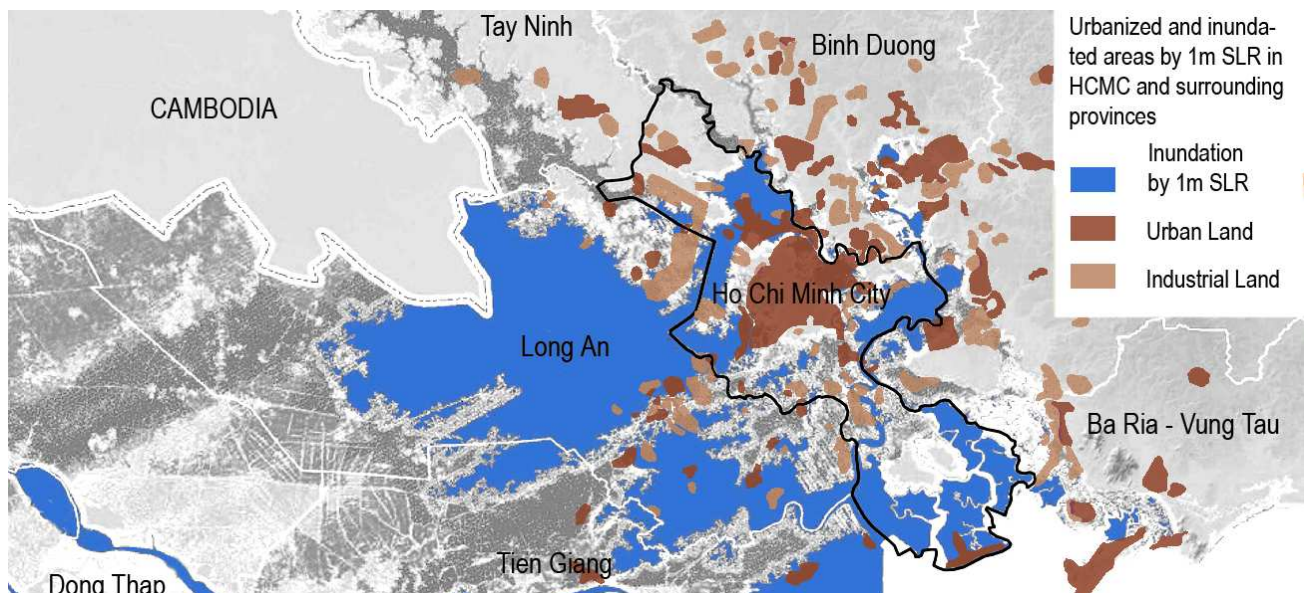 Tay Ninh
Binh Duong
CAMBODIA
Urbanized and inunda-
ted areas by 1m SLR in
HCMC and surrounding
provinces
Inundation
by 1m SLR
Urban Land
Industrial Land
Ho Chi Minh City
Long An
Ba Ria - Vung Tau
Tien Giang
Dong Thap